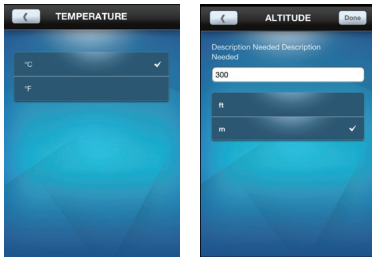 TEMPERATURE
°C
°F
ALTITUDE
Done
Description Needed Description
Needed
300
ft
m